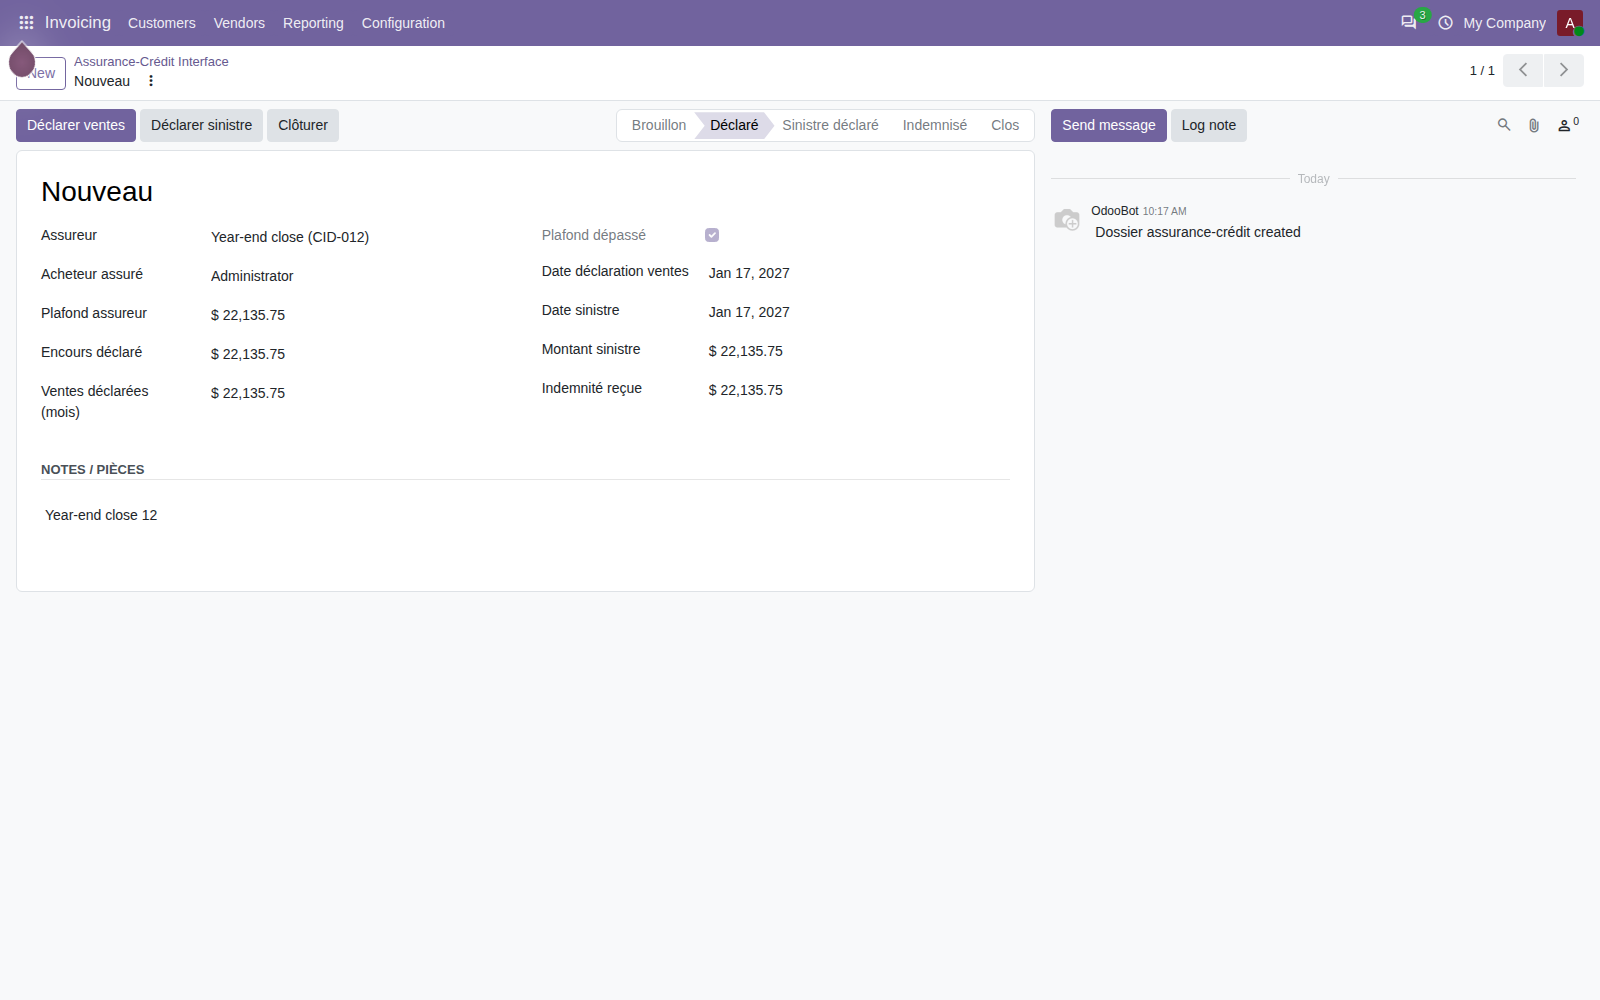 Invoicing Customers Vendors Reporting Configuration 3 My Company A
New Assurance-Crédit Interface
Nouveau 1 / 1
Déclarer ventes Déclarer sinistre Clôturer Brouillon Déclaré Sinistre déclaré Indemnisé Clos Send message Log note 0
Nouveau
Assureur Year-end close (CID-012)
Acheteur assuré Administrator
Plafond assureur $ 22,135.75
Encours déclaré $ 22,135.75
Ventes déclarées $ 22,135.75
(mois)
Plafond dépassé
Date déclaration ventes Jan 17, 2027
Date sinistre Jan 17, 2027
Montant sinistre $ 22,135.75
Indemnité reçue $ 22,135.75
NOTES / PIÈCES
Year-end close 12
Today
OdooBot 10:17 AM
Dossier assurance-crédit created